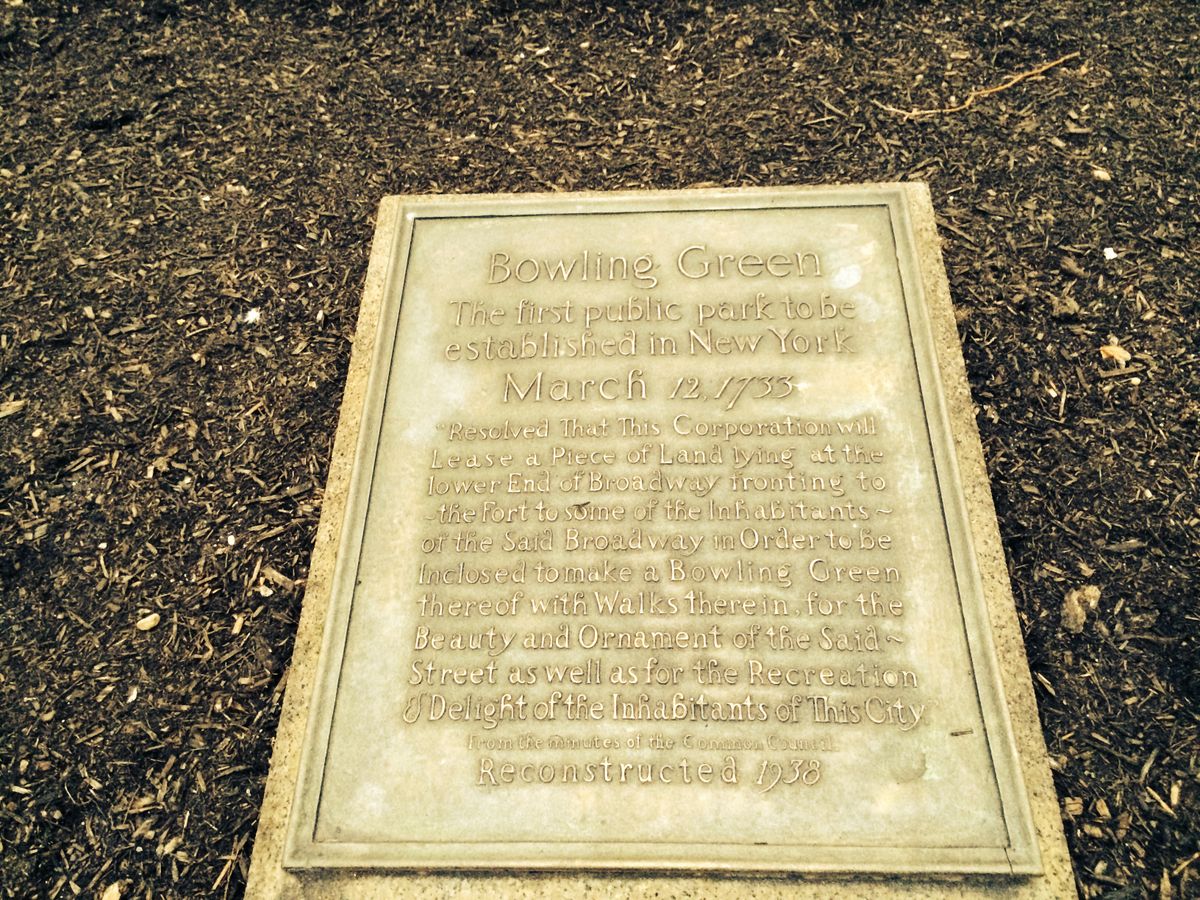 Bowling Green
The first public park to be
established in New York
March 12, 1733
"Resolved That This Corporation will
Lease a Piece of Land lying at the
lower End of Broadway fronting to
~the Fort to some of the Inhabitants~
of the Said Broadway in Order to be
Inclosed to make a Bowling Green
thereof with Walks therein, for the
Beauty and Ornament of the Said~
Street as well as for the Recreation
& Delight of the Inhabitants of This City
From the minutes of the Common Council.
Reconstructed 1938